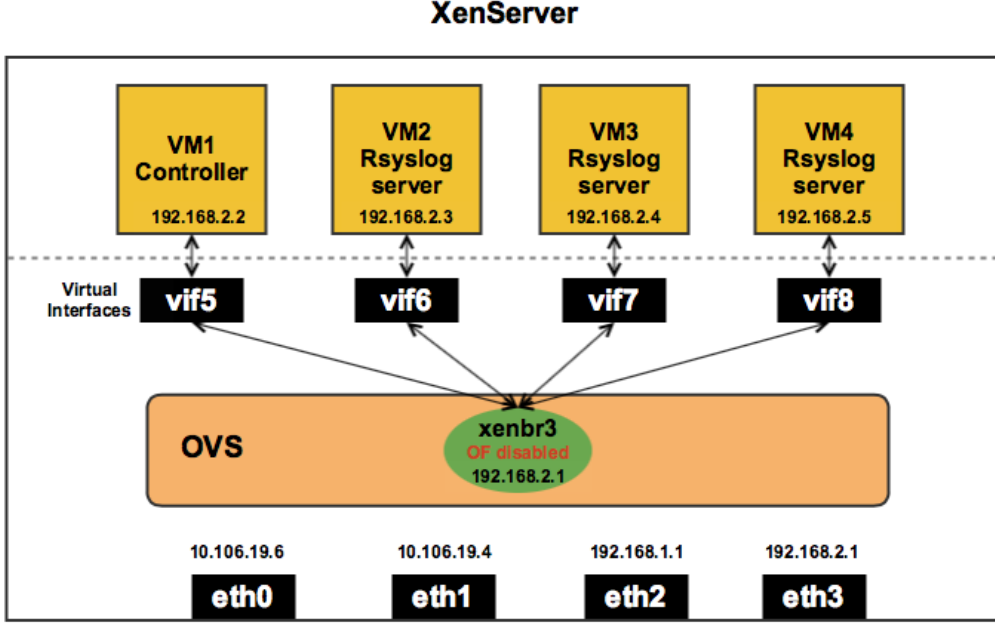 XenServer
VM1
Controller
192.168.2.2
VM2
Rsyslog
server
192.168.2.3
VM3
Rsyslog
server
192.168.2.4
VM4
Rsyslog
server
192.168.2.5
Virtual
Interfaces
vif5
vif6
vif7
vif8
OVS
xenbr3
OF disabled
192.168.2.1
10.106.19.6
10.106.19.4
192.168.1.1
192.168.2.1
eth0
eth1
eth2
eth3